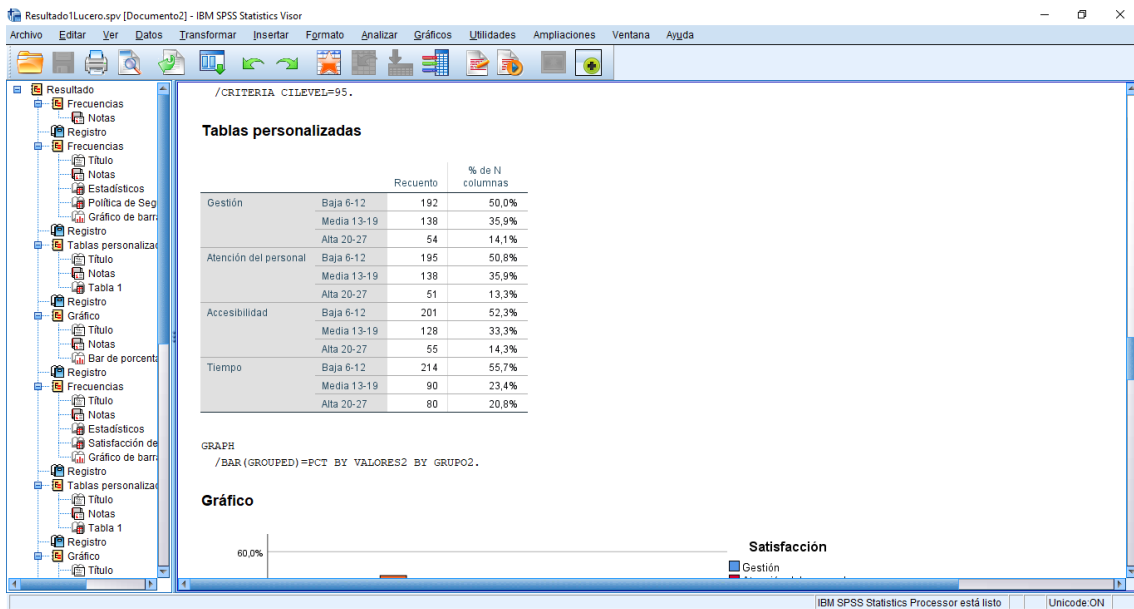 Resultado1Lucero.spv [Documento2] - IBM SPSS Statistics Visor
Archivo Editar Ver Datos Transformar Insertar Formato Analizar Gráficos Utilidades Ampliaciones Ventana Ayuda
Resultado
Frecuencias
Notas
Registro
Frecuencias
Título
Notas
Estadísticos
Política de Seg
Gráfico de barr
Registro
Tablas personalizad
Título
Notas
Tabla 1
Registro
Gráfico
Título
Notas
Bar de porcenta
Registro
Frecuencias
Título
Notas
Estadísticos
Satisfacción de
Gráfico de barr
Registro
Tablas personalizad
Título
Notas
Tabla 1
Registro
Gráfico
Título
/CRITERIA CILEVEL=95.
Tablas personalizadas
Recuento % de N columnas
Gestión Baja 6-12 192 50,0%
Media 13-19 138 35,9%
Alta 20-27 54 14,1%
Atención del personal Baja 6-12 195 50,8%
Media 13-19 138 35,9%
Alta 20-27 51 13,3%
Accesibilidad Baja 6-12 201 52,3%
Media 13-19 128 33,3%
Alta 20-27 55 14,3%
Tiempo Baja 6-12 214 55,7%
Media 13-19 90 23,4%
Alta 20-27 80 20,8%
GRAPH
/BAR(GROUPED)=PCT BY VALORES2 BY GRUPO2.
Gráfico
60,0%
Satisfacción
Gestión
IBM SPSS Statistics Processor está listo Unicode:ON